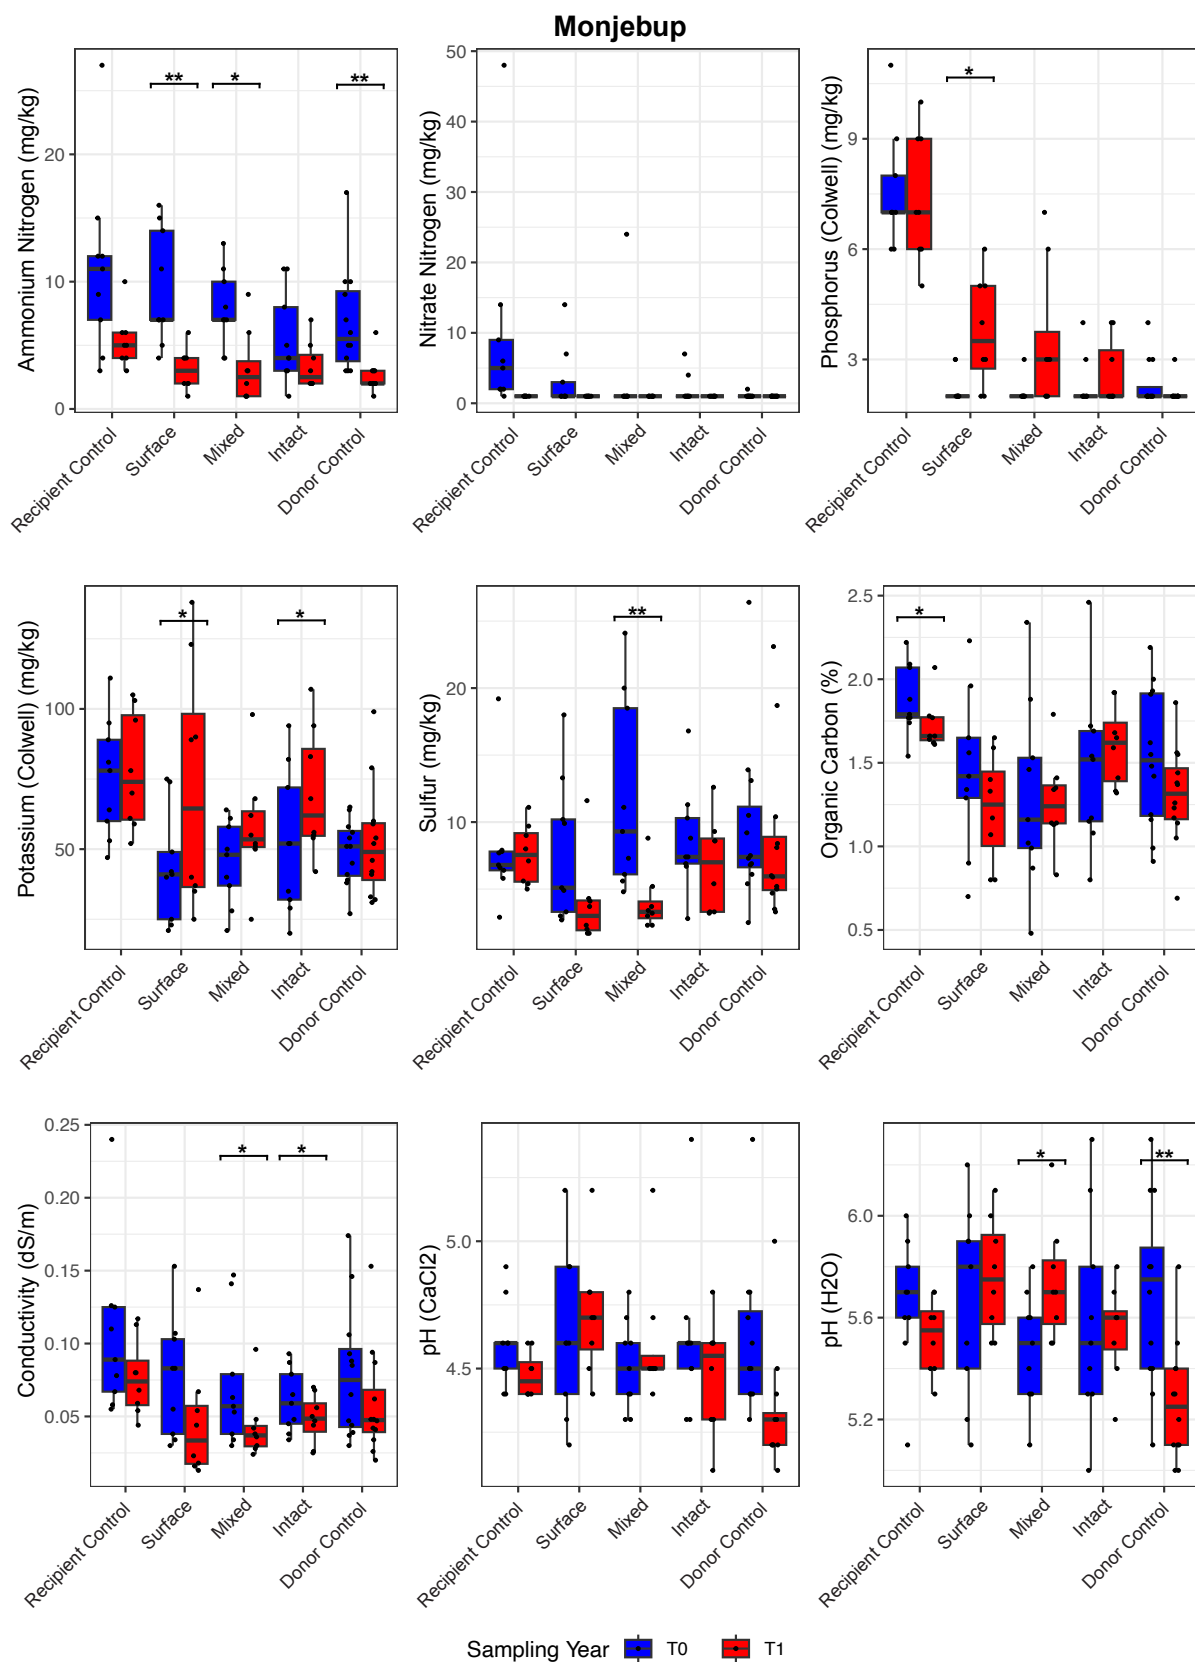 Monjebup
Ammonium Nitrogen (mg/kg)
20
10
0
**
*
**
Recipient Control
Surface
Mixed
Intact
Donor Control
Nitrate Nitrogen (mg/kg)
50
40
30
20
10
0
Recipient Control
Surface
Mixed
Intact
Donor Control
Phosphorus (Colwell) (mg/kg)
9
6
3
*
Recipient Control
Surface
Mixed
Intact
Donor Control
Potassium (Colwell) (mg/kg)
100
50
*
*
Recipient Control
Surface
Mixed
Intact
Donor Control
Sulfur (mg/kg)
20
10
**
Recipient Control
Surface
Mixed
Intact
Donor Control
Organic Carbon (%)
2.5
2.0
1.5
1.0
0.5
*
Recipient Control
Surface
Mixed
Intact
Donor Control
Conductivity (dS/m)
0.25
0.20
0.15
0.10
0.05
*
*
Recipient Control
Surface
Mixed
Intact
Donor Control
pH (CaCl2)
5.0
4.5
Recipient Control
Surface
Mixed
Intact
Donor Control
pH (H2O)
6.0
5.6
5.2
*
**
Recipient Control
Surface
Mixed
Intact
Donor Control
Sampling Year T0 T1